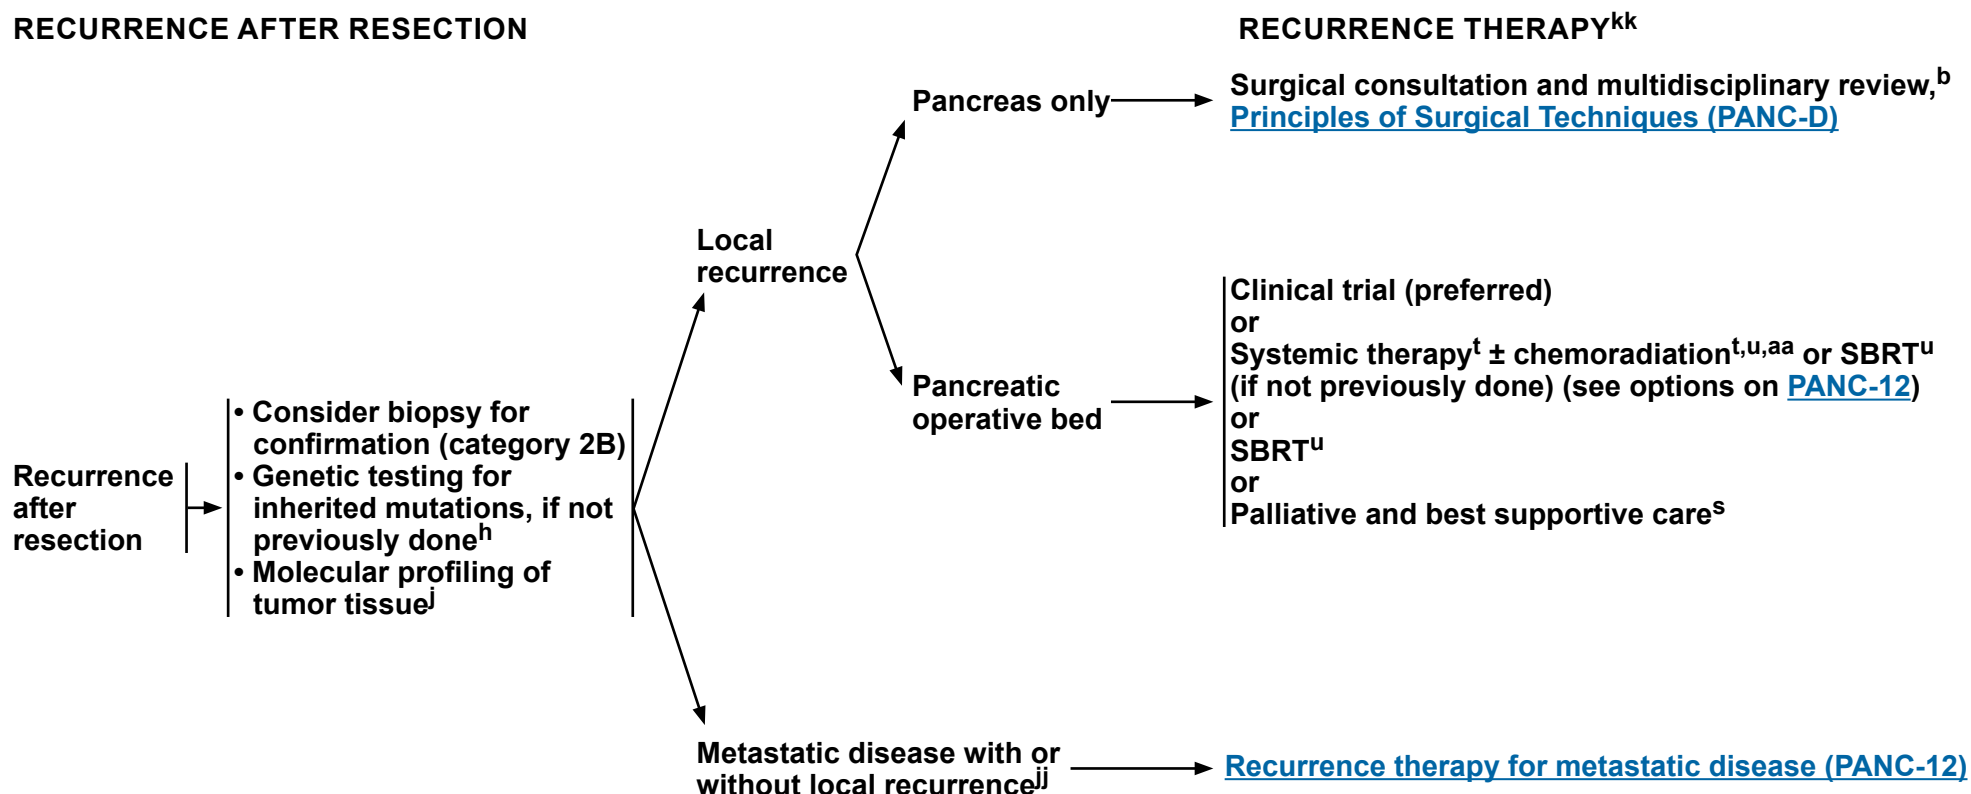 RECURRENCE AFTER RESECTION
RECURRENCE THERAPYkk
Recurrence
after
resection
• Consider biopsy for
confirmation (category 2B)
• Genetic testing for
inherited mutations, if not
previously doneh
• Molecular profiling of
tumor tissuej
Local
recurrence
Pancreas only
Surgical consultation and multidisciplinary review,b
Principles of Surgical Techniques (PANC-D)
Pancreatic
operative bed
Clinical trial (preferred)
or
Systemic therapyt ± chemoradiationt,u,aa or SBRTu
(if not previously done) (see options on PANC-12)
or
SBRTu
or
Palliative and best supportive cares
Metastatic disease with or
without local recurrencejj
Recurrence therapy for metastatic disease (PANC-12)